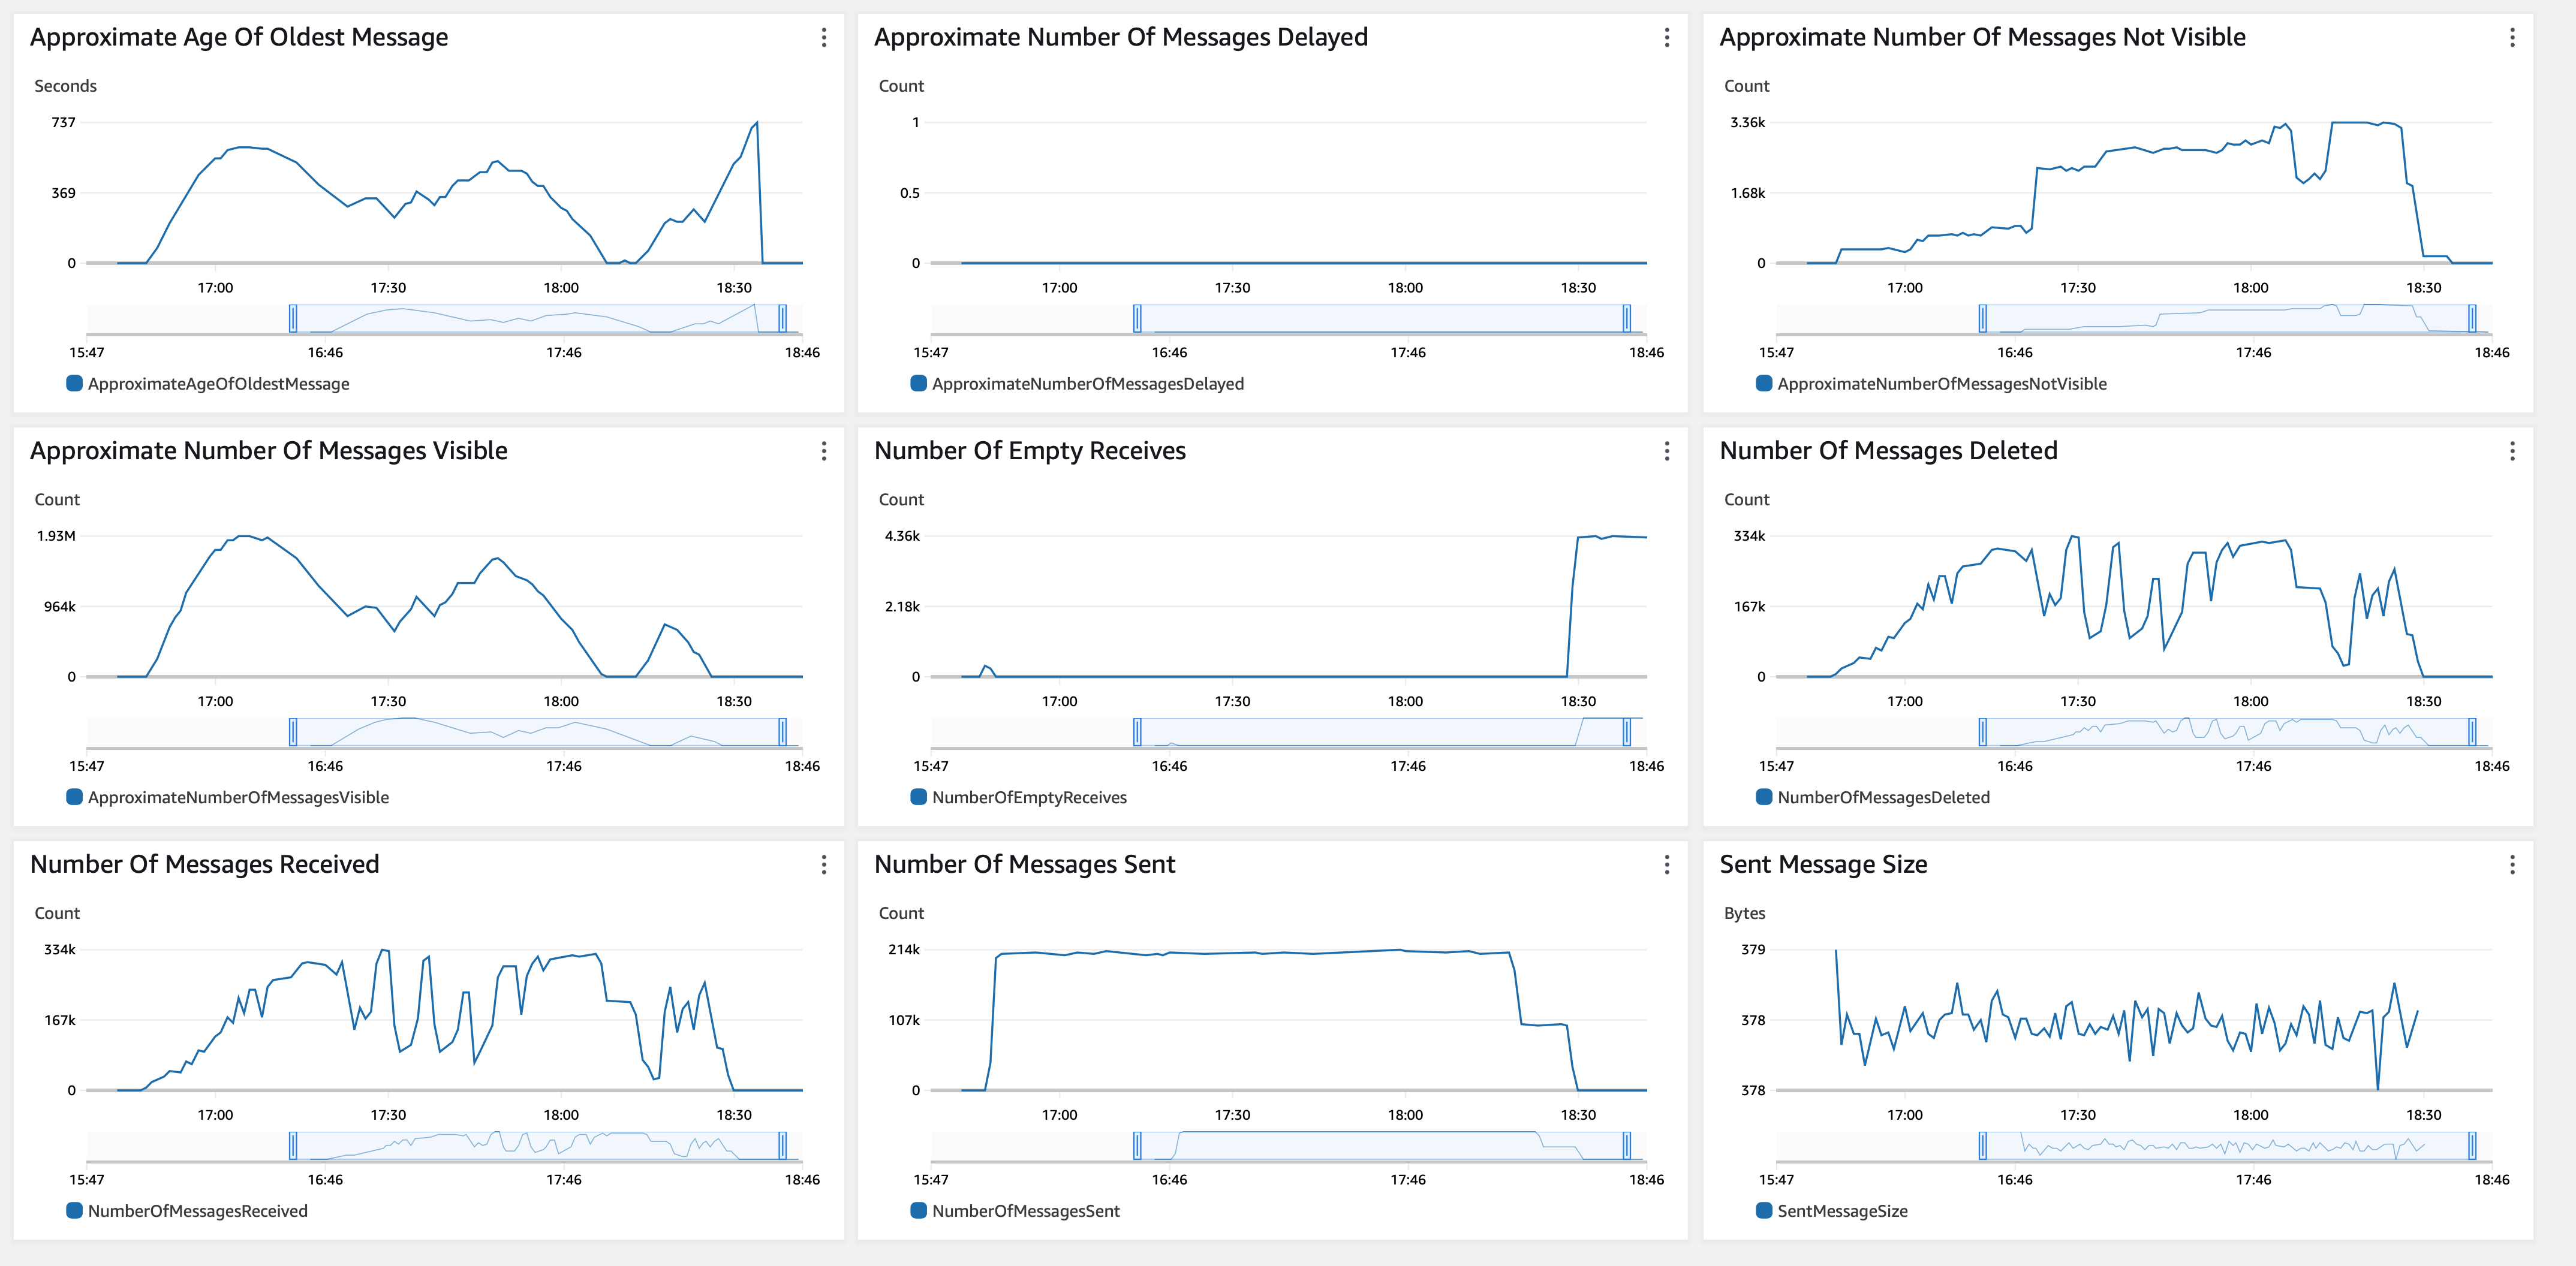 Approximate Age Of Oldest Message
Seconds
737
369
0
17:00 17:30 18:00 18:30
15:47 16:46 17:46 18:46
ApproximateAgeOfOldestMessage
Approximate Number Of Messages Delayed
Count
1
0.5
0
17:00 17:30 18:00 18:30
15:47 16:46 17:46 18:46
ApproximateNumberOfMessagesDelayed
Approximate Number Of Messages Not Visible
Count
3.36k
1.68k
0
17:00 17:30 18:00 18:30
15:47 16:46 17:46 18:46
ApproximateNumberOfMessagesNotVisible
Approximate Number Of Messages Visible
Count
1.93M
964k
0
17:00 17:30 18:00 18:30
15:47 16:46 17:46 18:46
ApproximateNumberOfMessagesVisible
Number Of Empty Receives
Count
4.36k
2.18k
0
17:00 17:30 18:00 18:30
15:47 16:46 17:46 18:46
NumberOfEmptyReceives
Number Of Messages Deleted
Count
334k
167k
0
17:00 17:30 18:00 18:30
15:47 16:46 17:46 18:46
NumberOfMessagesDeleted
Number Of Messages Received
Count
334k
167k
0
17:00 17:30 18:00 18:30
15:47 16:46 17:46 18:46
NumberOfMessagesReceived
Number Of Messages Sent
Count
214k
107k
0
17:00 17:30 18:00 18:30
15:47 16:46 17:46 18:46
NumberOfMessagesSent
Sent Message Size
Bytes
379
378
378
17:00 17:30 18:00 18:30
15:47 16:46 17:46 18:46
SentMessageSize